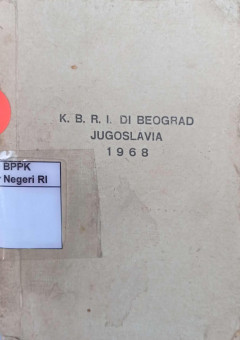 K. B. R. I. DI BEOGRAD
JUGOSLAVIA
1968
BPPK
Negeri RI